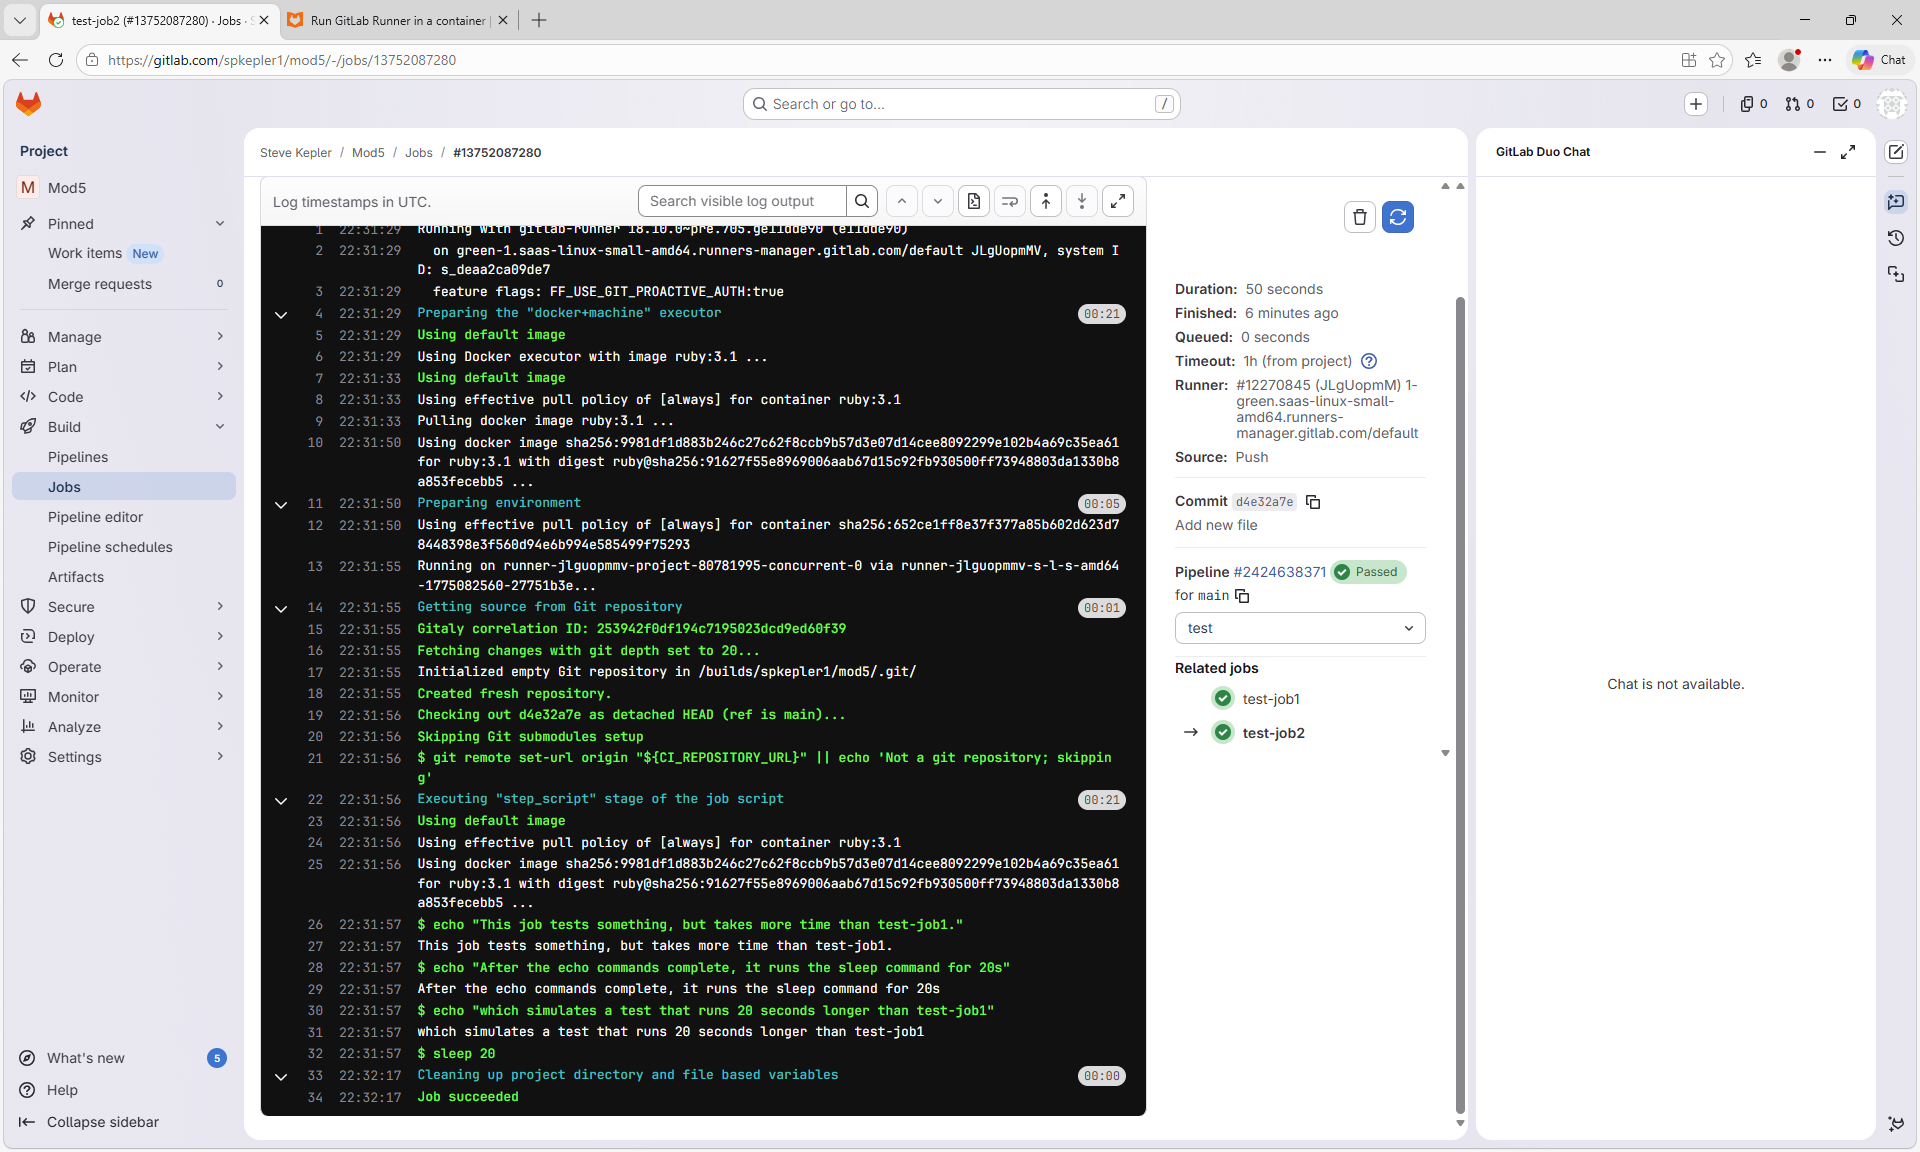 test-job2 (#13752087280) · Jobs ·
Run GitLab Runner in a container
https://gitlab.com/spkepler1/mod5/-/jobs/13752087280
Chat
Search or go to...
/
0
0
0
Project
M Mod5
Pinned
Work items New
Merge requests 0
Manage
Plan
Code
Build
Pipelines
Jobs
Pipeline editor
Pipeline schedules
Artifacts
Secure
Deploy
Operate
Monitor
Analyze
Settings
What's new 5
Help
Collapse sidebar
Steve Kepler / Mod5 / Jobs / #13752087280
Log timestamps in UTC.
Search visible log output
1 22:31:29 Running with gitlab-runner 18.10.0~pre.705.ge11dde90 (e11dde90)
2 22:31:29 on green-1.saas-linux-small-amd64.runners-manager.gitlab.com/default JLgUopmMV, system I
D: s_deaa2ca09de7
3 22:31:29 feature flags: FF_USE_GIT_PROACTIVE_AUTH:true
4 22:31:29 Preparing the "docker+machine" executor 00:21
5 22:31:29 Using default image
6 22:31:29 Using Docker executor with image ruby:3.1 ...
7 22:31:33 Using default image
8 22:31:33 Using effective pull policy of [always] for container ruby:3.1
9 22:31:33 Pulling docker image ruby:3.1 ...
10 22:31:50 Using docker image sha256:9981df1d883b246c27c62f8ccb9b57d3e07d14cee8092299e102b4a69c35ea61
for ruby:3.1 with digest ruby@sha256:91627f55e8969006aab67d15c92fb930500ff73948803da1330b8
a853fecebb5 ...
11 22:31:50 Preparing environment 00:05
12 22:31:50 Using effective pull policy of [always] for container sha256:652ce1ff8e37f377a85b602d623d7
8448398e3f560d94e6b994e585499f75293
13 22:31:55 Running on runner-jlguopmmv-project-80781995-concurrent-0 via runner-jlguopmmv-s-l-s-amd64
-1775082560-27751b3e...
14 22:31:55 Getting source from Git repository 00:01
15 22:31:55 Gitaly correlation ID: 253942f0df194c7195023dcd9ed60f39
16 22:31:55 Fetching changes with git depth set to 20...
17 22:31:55 Initialized empty Git repository in /builds/spkepler1/mod5/.git/
18 22:31:55 Created fresh repository.
19 22:31:56 Checking out d4e32a7e as detached HEAD (ref is main)...
20 22:31:56 Skipping Git submodules setup
21 22:31:56 $ git remote set-url origin "${CI_REPOSITORY_URL}" || echo 'Not a git repository; skippin
g'
22 22:31:56 Executing "step_script" stage of the job script 00:21
23 22:31:56 Using default image
24 22:31:56 Using effective pull policy of [always] for container ruby:3.1
25 22:31:56 Using docker image sha256:9981df1d883b246c27c62f8ccb9b57d3e07d14cee8092299e102b4a69c35ea61
for ruby:3.1 with digest ruby@sha256:91627f55e8969006aab67d15c92fb930500ff73948803da1330b8
a853fecebb5 ...
26 22:31:57 $ echo "This job tests something, but takes more time than test-job1."
27 22:31:57 This job tests something, but takes more time than test-job1.
28 22:31:57 $ echo "After the echo commands complete, it runs the sleep command for 20s"
29 22:31:57 After the echo commands complete, it runs the sleep command for 20s
30 22:31:57 $ echo "which simulates a test that runs 20 seconds longer than test-job1"
31 22:31:57 which simulates a test that runs 20 seconds longer than test-job1
32 22:31:57 $ sleep 20
33 22:32:17 Cleaning up project directory and file based variables 00:00
34 22:32:17 Job succeeded
Duration: 50 seconds
Finished: 6 minutes ago
Queued: 0 seconds
Timeout: 1h (from project)
Runner: #12270845 (JLgUopmM) 1-
green.saas-linux-small-
amd64.runners-
manager.gitlab.com/default
Source: Push
Commit d4e32a7e
Add new file
Pipeline #2424638371 Passed
for main
test
Related jobs
test-job1
→ test-job2
GitLab Duo Chat
Chat is not available.